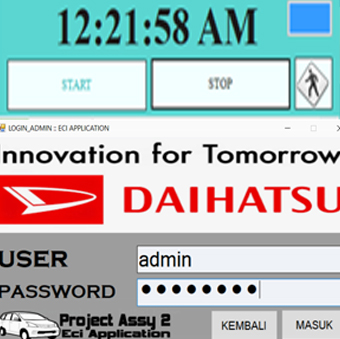 12:21:58 AM
START STOP
LOGIN_ADMIN :: ECI APPLICATION
Innovation for Tomorrow
DAIHATSU
USER admin
PASSWORD ●●●●●●●●
Project Assy 2
Eci Application
KEMBALI MASUK